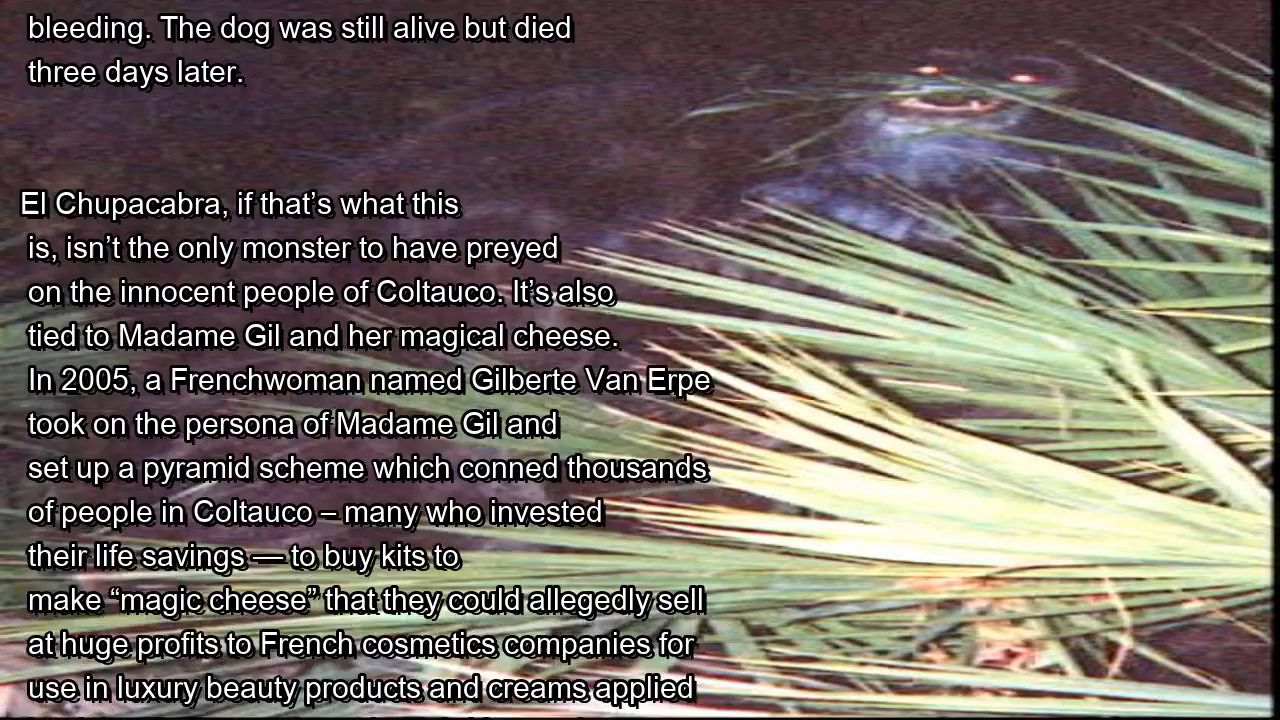 bleeding. The dog was still alive but died
three days later.
El Chupacabra, if that’s what this
is, isn’t the only monster to have preyed
on the innocent people of Coltauco. It’s also
tied to Madame Gil and her magical cheese.
In 2005, a Frenchwoman named Gilberte Van Erpe
took on the persona of Madame Gil and
set up a pyramid scheme which conned thousands
of people in Coltauco – many who invested
their life savings — to buy kits to
make “magic cheese” that they could allegedly sell
at huge profits to French cosmetics companies for
use in luxury beauty products and creams applied